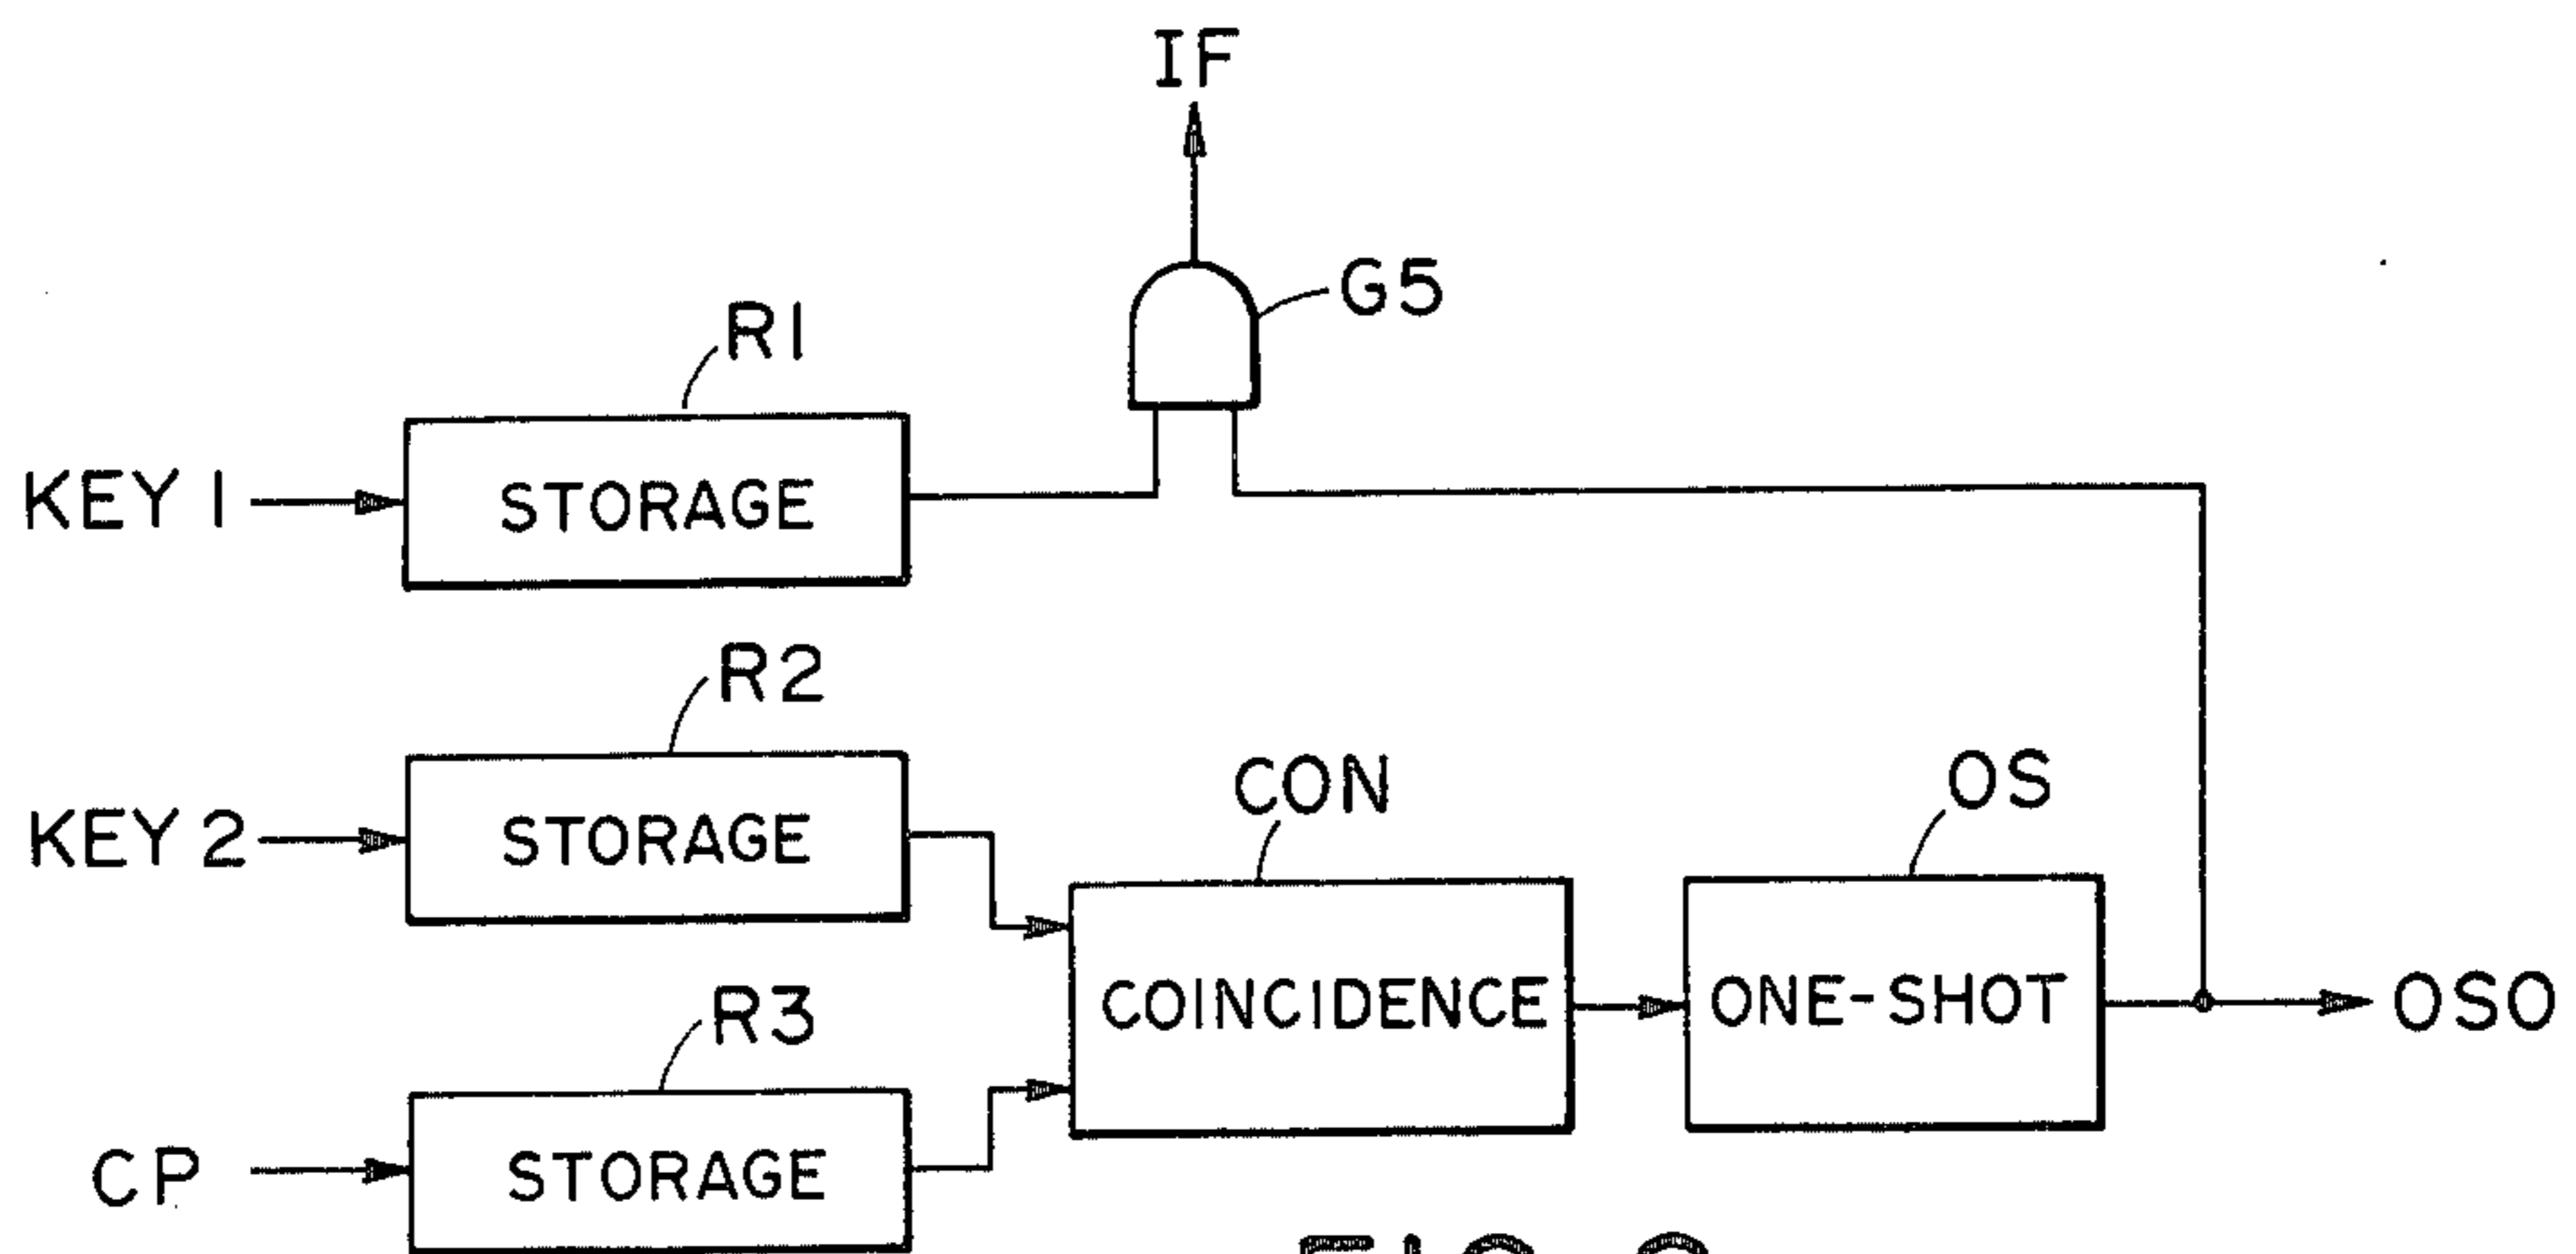 IF
G5
R1
KEY 1
STORAGE
R2
KEY 2
STORAGE
CON
OS
COINCIDENCE
ONE-SHOT
OSO
R3
CP
STORAGE